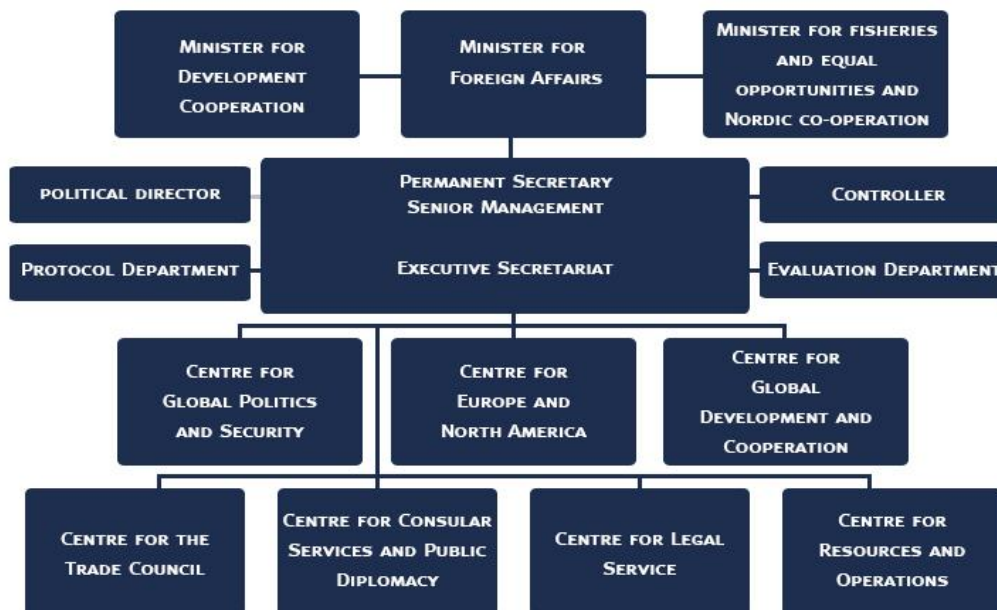 Minister for
Development
Cooperation
Minister for
Foreign Affairs
Minister for fisheries
and equal
opportunities and
Nordic co-operation
political director
Permanent Secretary
Senior Management
Controller
Protocol Department
Executive Secretariat
Evaluation Department
Centre for
Global Politics
and Security
Centre for
Europe and
North America
Centre for
Global
Development and
Cooperation
Centre for the
Trade Council
Centre for Consular
Services and Public
Diplomacy
Centre for Legal
Service
Centre for
Resources and
Operations